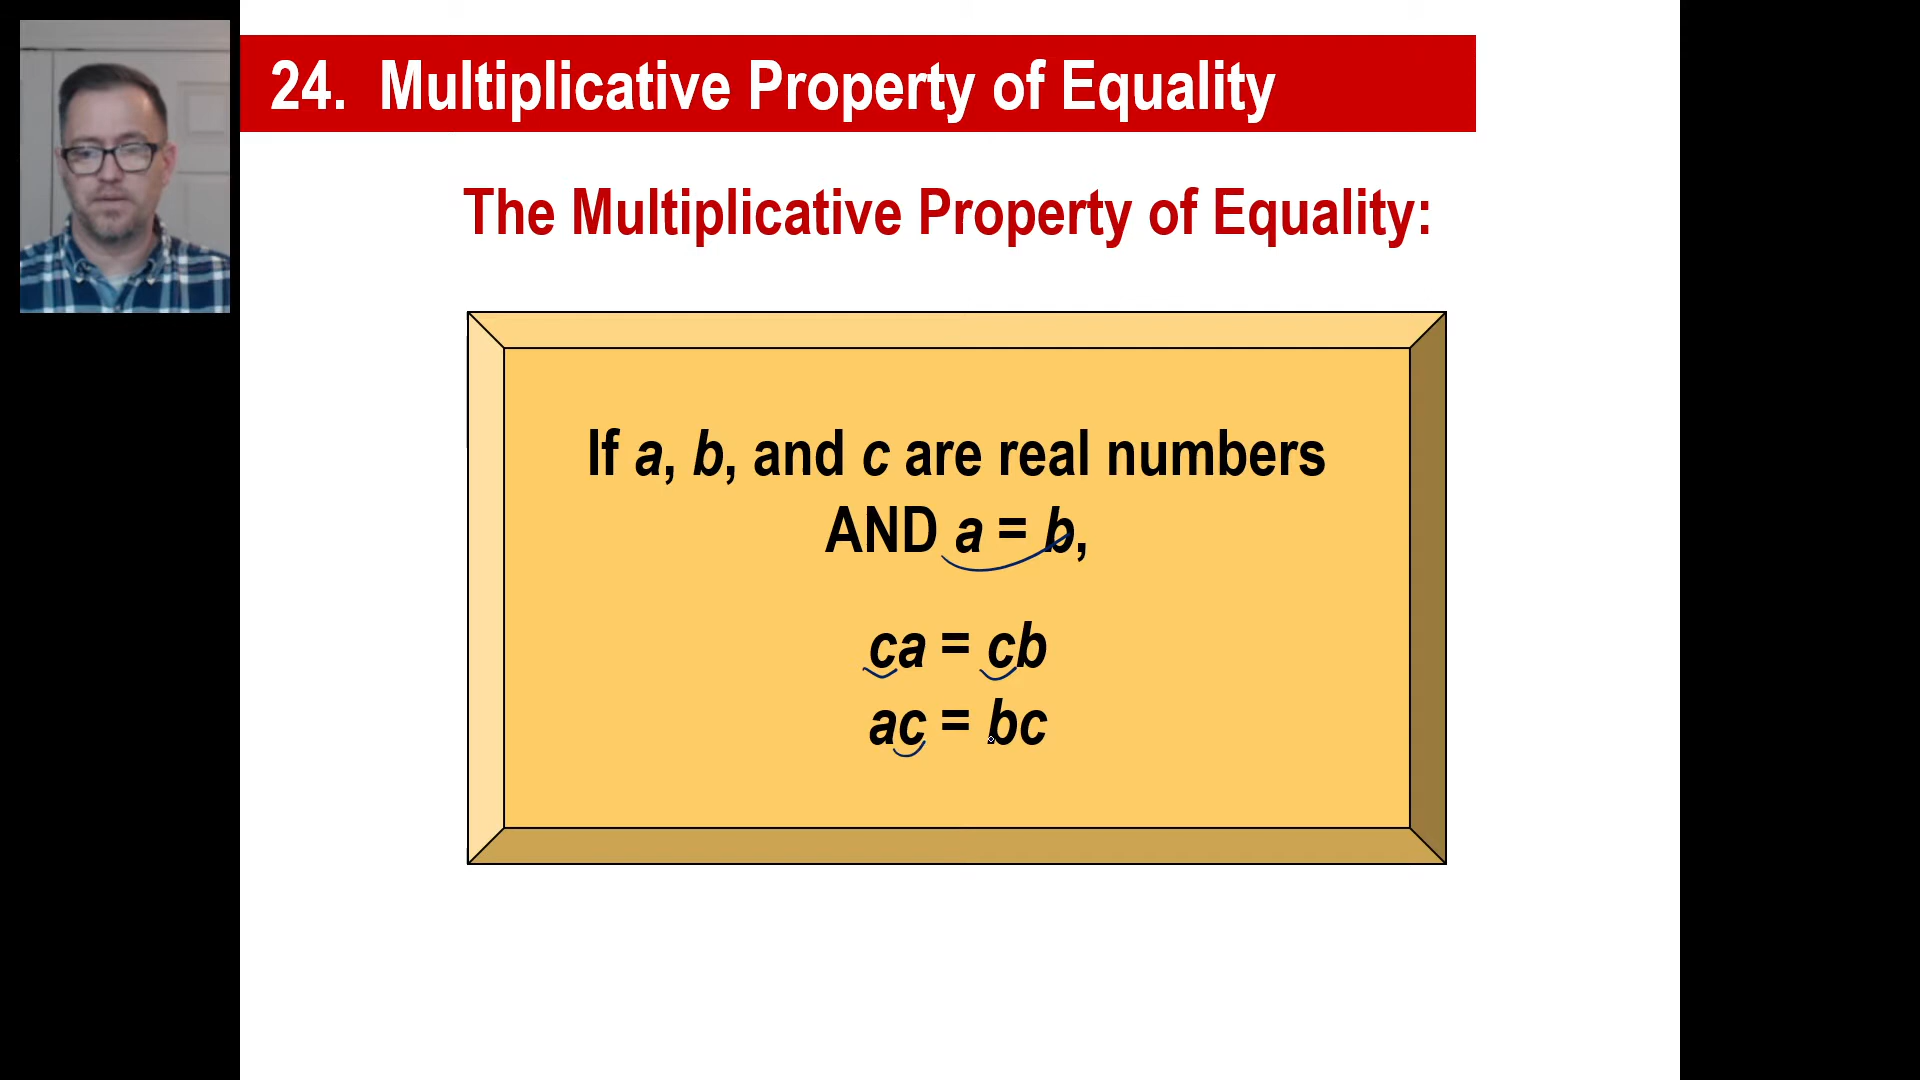 24. Multiplicative Property of Equality
The Multiplicative Property of Equality:
If a, b, and c are real numbers
AND a = b,
ca = cb
ac = bc